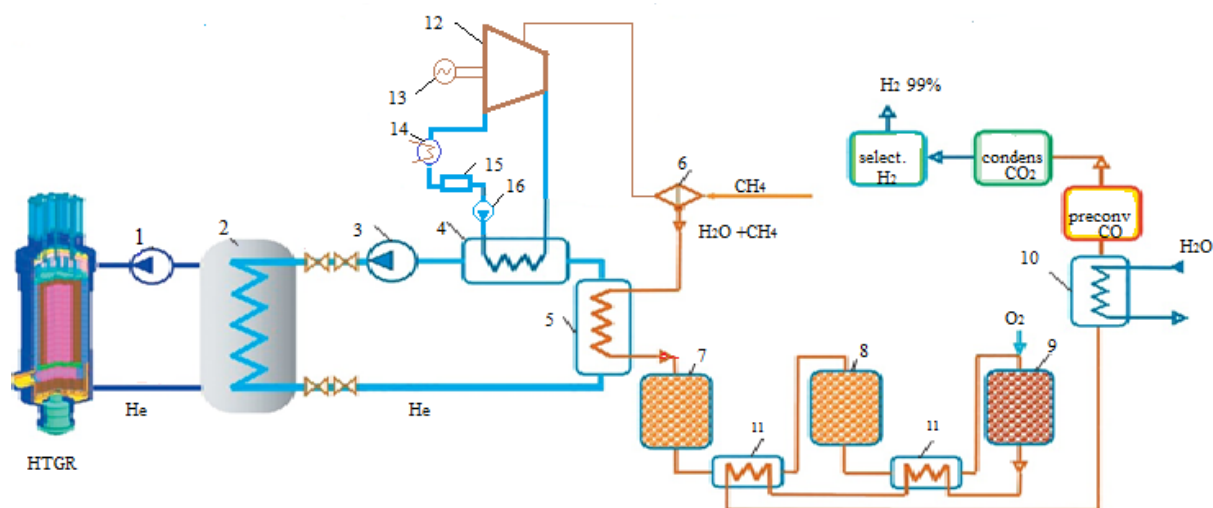 12
13
14
15
16
H2 99%
select.
H2
condens
CO2
6
CH4
preconv
CO
H2O +CH4
1
2
3
4
5
10
H2O
O2
7
8
9
11
11
He
He
HTGR